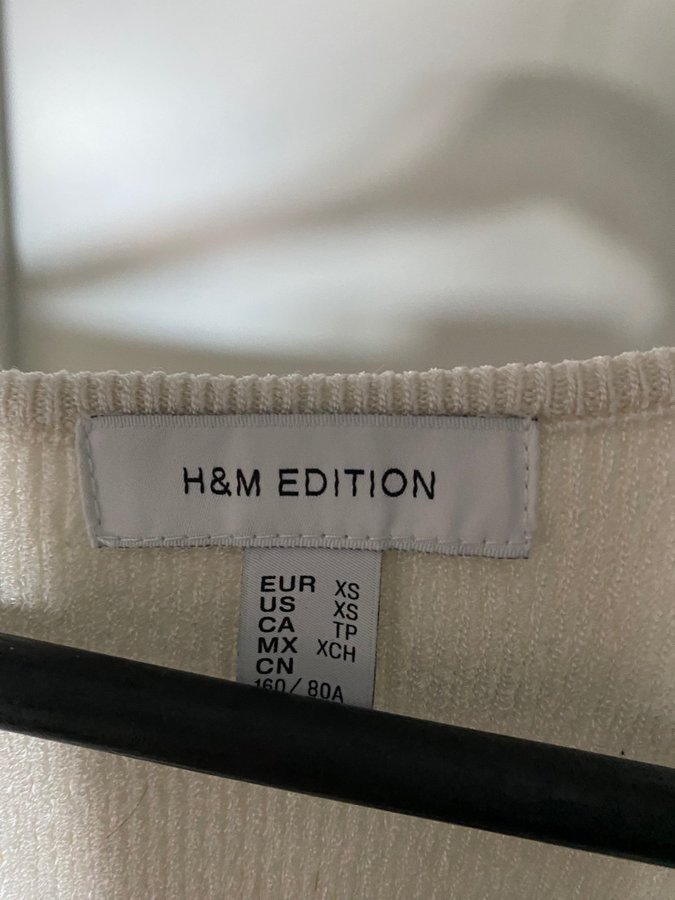 H&M EDITION
EUR XS
US XS
CA TP
MX XCH
CN
160/80A